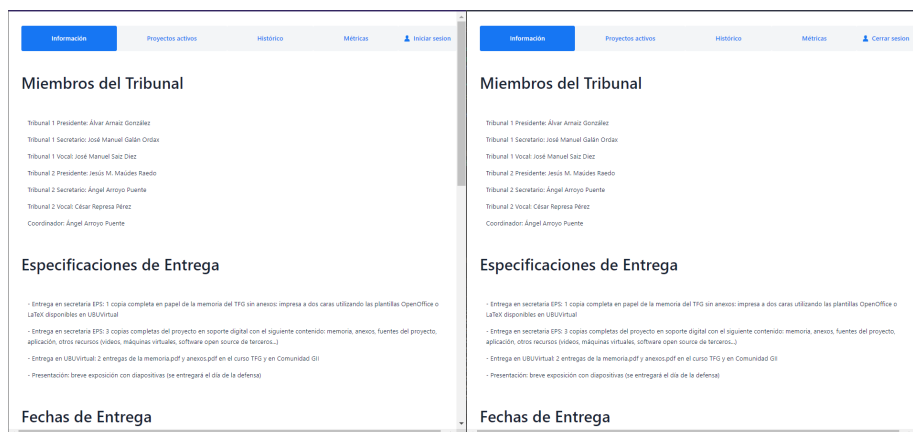 Información Proyectos activos Histórico Métricas Iniciar sesion
Miembros del Tribunal
Tribunal 1 Presidente: Álvar Arnaiz González
Tribunal 1 Secretario: José Manuel Galán Ordax
Tribunal 1 Vocal: José Manuel Saiz Diez
Tribunal 2 Presidente: Jesús M. Maúdes Raedo
Tribunal 2 Secretario: Ángel Arroyo Puente
Tribunal 2 Vocal: César Represa Pérez
Coordinador: Ángel Arroyo Puente
Especificaciones de Entrega
- Entrega en secretaria EPS: 1 copia completa en papel de la memoria del TFG sin anexos: impresa a dos caras utilizando las plantillas OpenOffice o
LaTeX disponibles en UBUVirtual
- Entrega en secretaria EPS: 3 copias completas del proyecto en soporte digital con el siguiente contenido: memoria, anexos, fuentes del proyecto,
aplicación, otros recursos (videos, máquinas virtuales, software open source de terceros...)
- Entrega en UBUVirtual: 2 entregas de la memoria.pdf y anexos.pdf en el curso TFG y en Comunidad GII
- Presentación: breve exposición con diapositivas (se entregará el día de la defensa)
Fechas de Entrega
Información Proyectos activos Histórico Métricas Cerrar sesion
Miembros del Tribunal
Tribunal 1 Presidente: Álvar Arnaiz González
Tribunal 1 Secretario: José Manuel Galán Ordax
Tribunal 1 Vocal: José Manuel Saiz Diez
Tribunal 2 Presidente: Jesús M. Maúdes Raedo
Tribunal 2 Secretario: Ángel Arroyo Puente
Tribunal 2 Vocal: César Represa Pérez
Coordinador: Ángel Arroyo Puente
Especificaciones de Entrega
- Entrega en secretaria EPS: 1 copia completa en papel de la memoria del TFG sin anexos: impresa a dos caras utilizando las plantillas OpenOffice o
LaTeX disponibles en UBUVirtual
- Entrega en secretaria EPS: 3 copias completas del proyecto en soporte digital con el siguiente contenido: memoria, anexos, fuentes del proyecto,
aplicación, otros recursos (videos, máquinas virtuales, software open source de terceros...)
- Entrega en UBUVirtual: 2 entregas de la memoria.pdf y anexos.pdf en el curso TFG y en Comunidad GII
- Presentación: breve exposición con diapositivas (se entregará el día de la defensa)
Fechas de Entrega